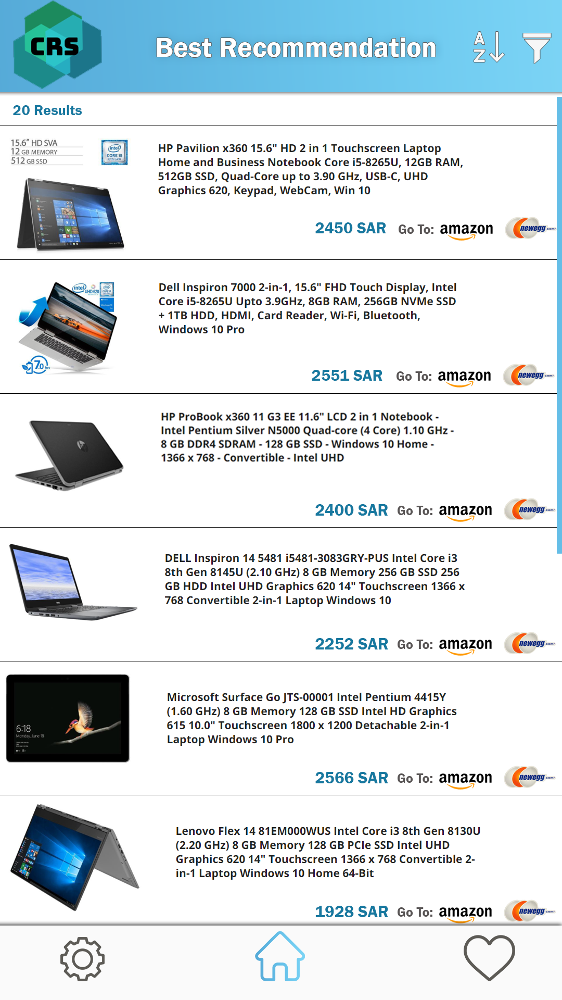 CRS
Best Recommendation
A
Z
20 Results
15.6" HD SVA
12 GB MEMORY
512 GB SSD
intel
CORE i5
8th Gen
HP Pavilion x360 15.6" HD 2 in 1 Touchscreen Laptop
Home and Business Notebook Core i5-8265U, 12GB RAM,
512GB SSD, Quad-Core up to 3.90 GHz, USB-C, UHD
Graphics 620, Keypad, WebCam, Win 10
2450 SAR Go To: amazon newegg.com
intel
UHD 620
7.0 hrs
Dell Inspiron 7000 2-in-1, 15.6" FHD Touch Display, Intel
Core i5-8265U Upto 3.9GHz, 8GB RAM, 256GB NVMe SSD
+ 1TB HDD, HDMI, Card Reader, Wi-Fi, Bluetooth,
Windows 10 Pro
2551 SAR Go To: amazon newegg.com
HP ProBook x360 11 G3 EE 11.6" LCD 2 in 1 Notebook -
Intel Pentium Silver N5000 Quad-core (4 Core) 1.10 GHz -
8 GB DDR4 SDRAM - 128 GB SSD - Windows 10 Home -
1366 x 768 - Convertible - Intel UHD
2400 SAR Go To: amazon newegg.com
DELL Inspiron 14 5481 i5481-3083GRY-PUS Intel Core i3
8th Gen 8145U (2.10 GHz) 8 GB Memory 256 GB SSD 256
GB HDD Intel UHD Graphics 620 14" Touchscreen 1366 x
768 Convertible 2-in-1 Laptop Windows 10
2252 SAR Go To: amazon newegg.com
6:18
Monday, June 18
Microsoft Surface Go JTS-00001 Intel Pentium 4415Y
(1.60 GHz) 8 GB Memory 128 GB SSD Intel HD Graphics
615 10.0" Touchscreen 1800 x 1200 Detachable 2-in-1
Laptop Windows 10 Pro
2566 SAR Go To: amazon newegg.com
Lenovo Flex 14 81EM000WUS Intel Core i3 8th Gen 8130U
(2.20 GHz) 8 GB Memory 128 GB PCIe SSD Intel UHD
Graphics 620 14" Touchscreen 1366 x 768 Convertible 2-
in-1 Laptop Windows 10 Home 64-Bit
1928 SAR Go To: amazon newegg.com